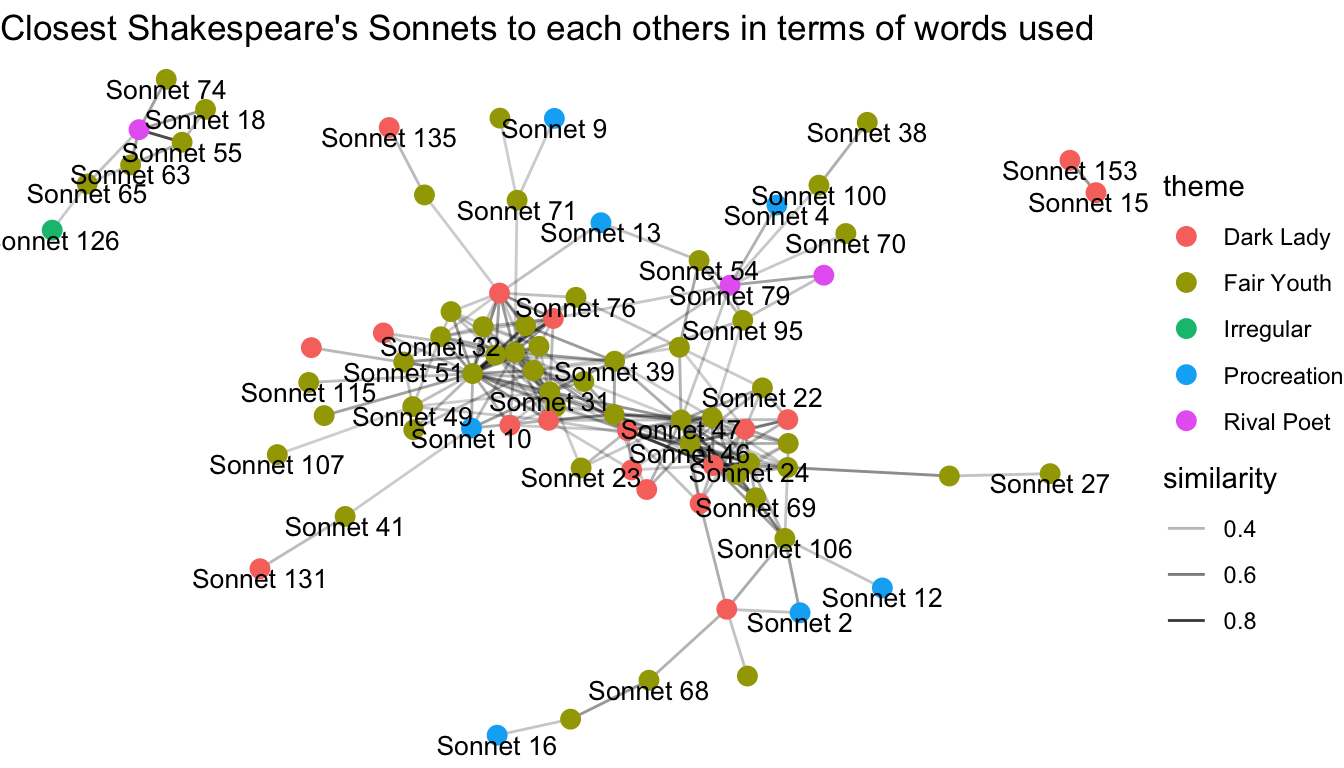 Closest Shakespeare's Sonnets to each others in terms of words used
Sonnet 74
Sonnet 18
Sonnet 55
Sonnet 63
Sonnet 65
onnet 126
Sonnet 135
Sonnet 9
Sonnet 71
Sonnet 13
Sonnet 38
Sonnet 100
Sonnet 4
Sonnet 70
Sonnet 54
Sonnet 79
Sonnet 95
Sonnet 153
Sonnet 15
Sonnet 76
Sonnet 32
Sonnet 51
Sonnet 39
Sonnet 115
Sonnet 31
Sonnet 22
Sonnet 49
Sonnet 10
Sonnet 47
Sonnet 46
Sonnet 107
Sonnet 23
Sonnet 24
Sonnet 27
Sonnet 69
Sonnet 41
Sonnet 106
Sonnet 131
Sonnet 12
Sonnet 2
Sonnet 68
Sonnet 16
theme
Dark Lady
Fair Youth
Irregular
Procreation
Rival Poet
similarity
0.4
0.6
0.8